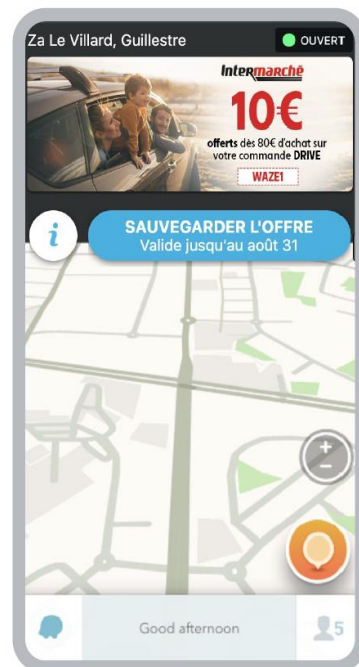 Za Le Villard, Guillestre
OUVERT
Intermarchē
10€
offerts dès 80€ d'achat sur
votre commande DRIVE
WAZE1
i
SAUVEGARDER L'OFFRE
Valide jusqu'au août 31
Good afternoon
5